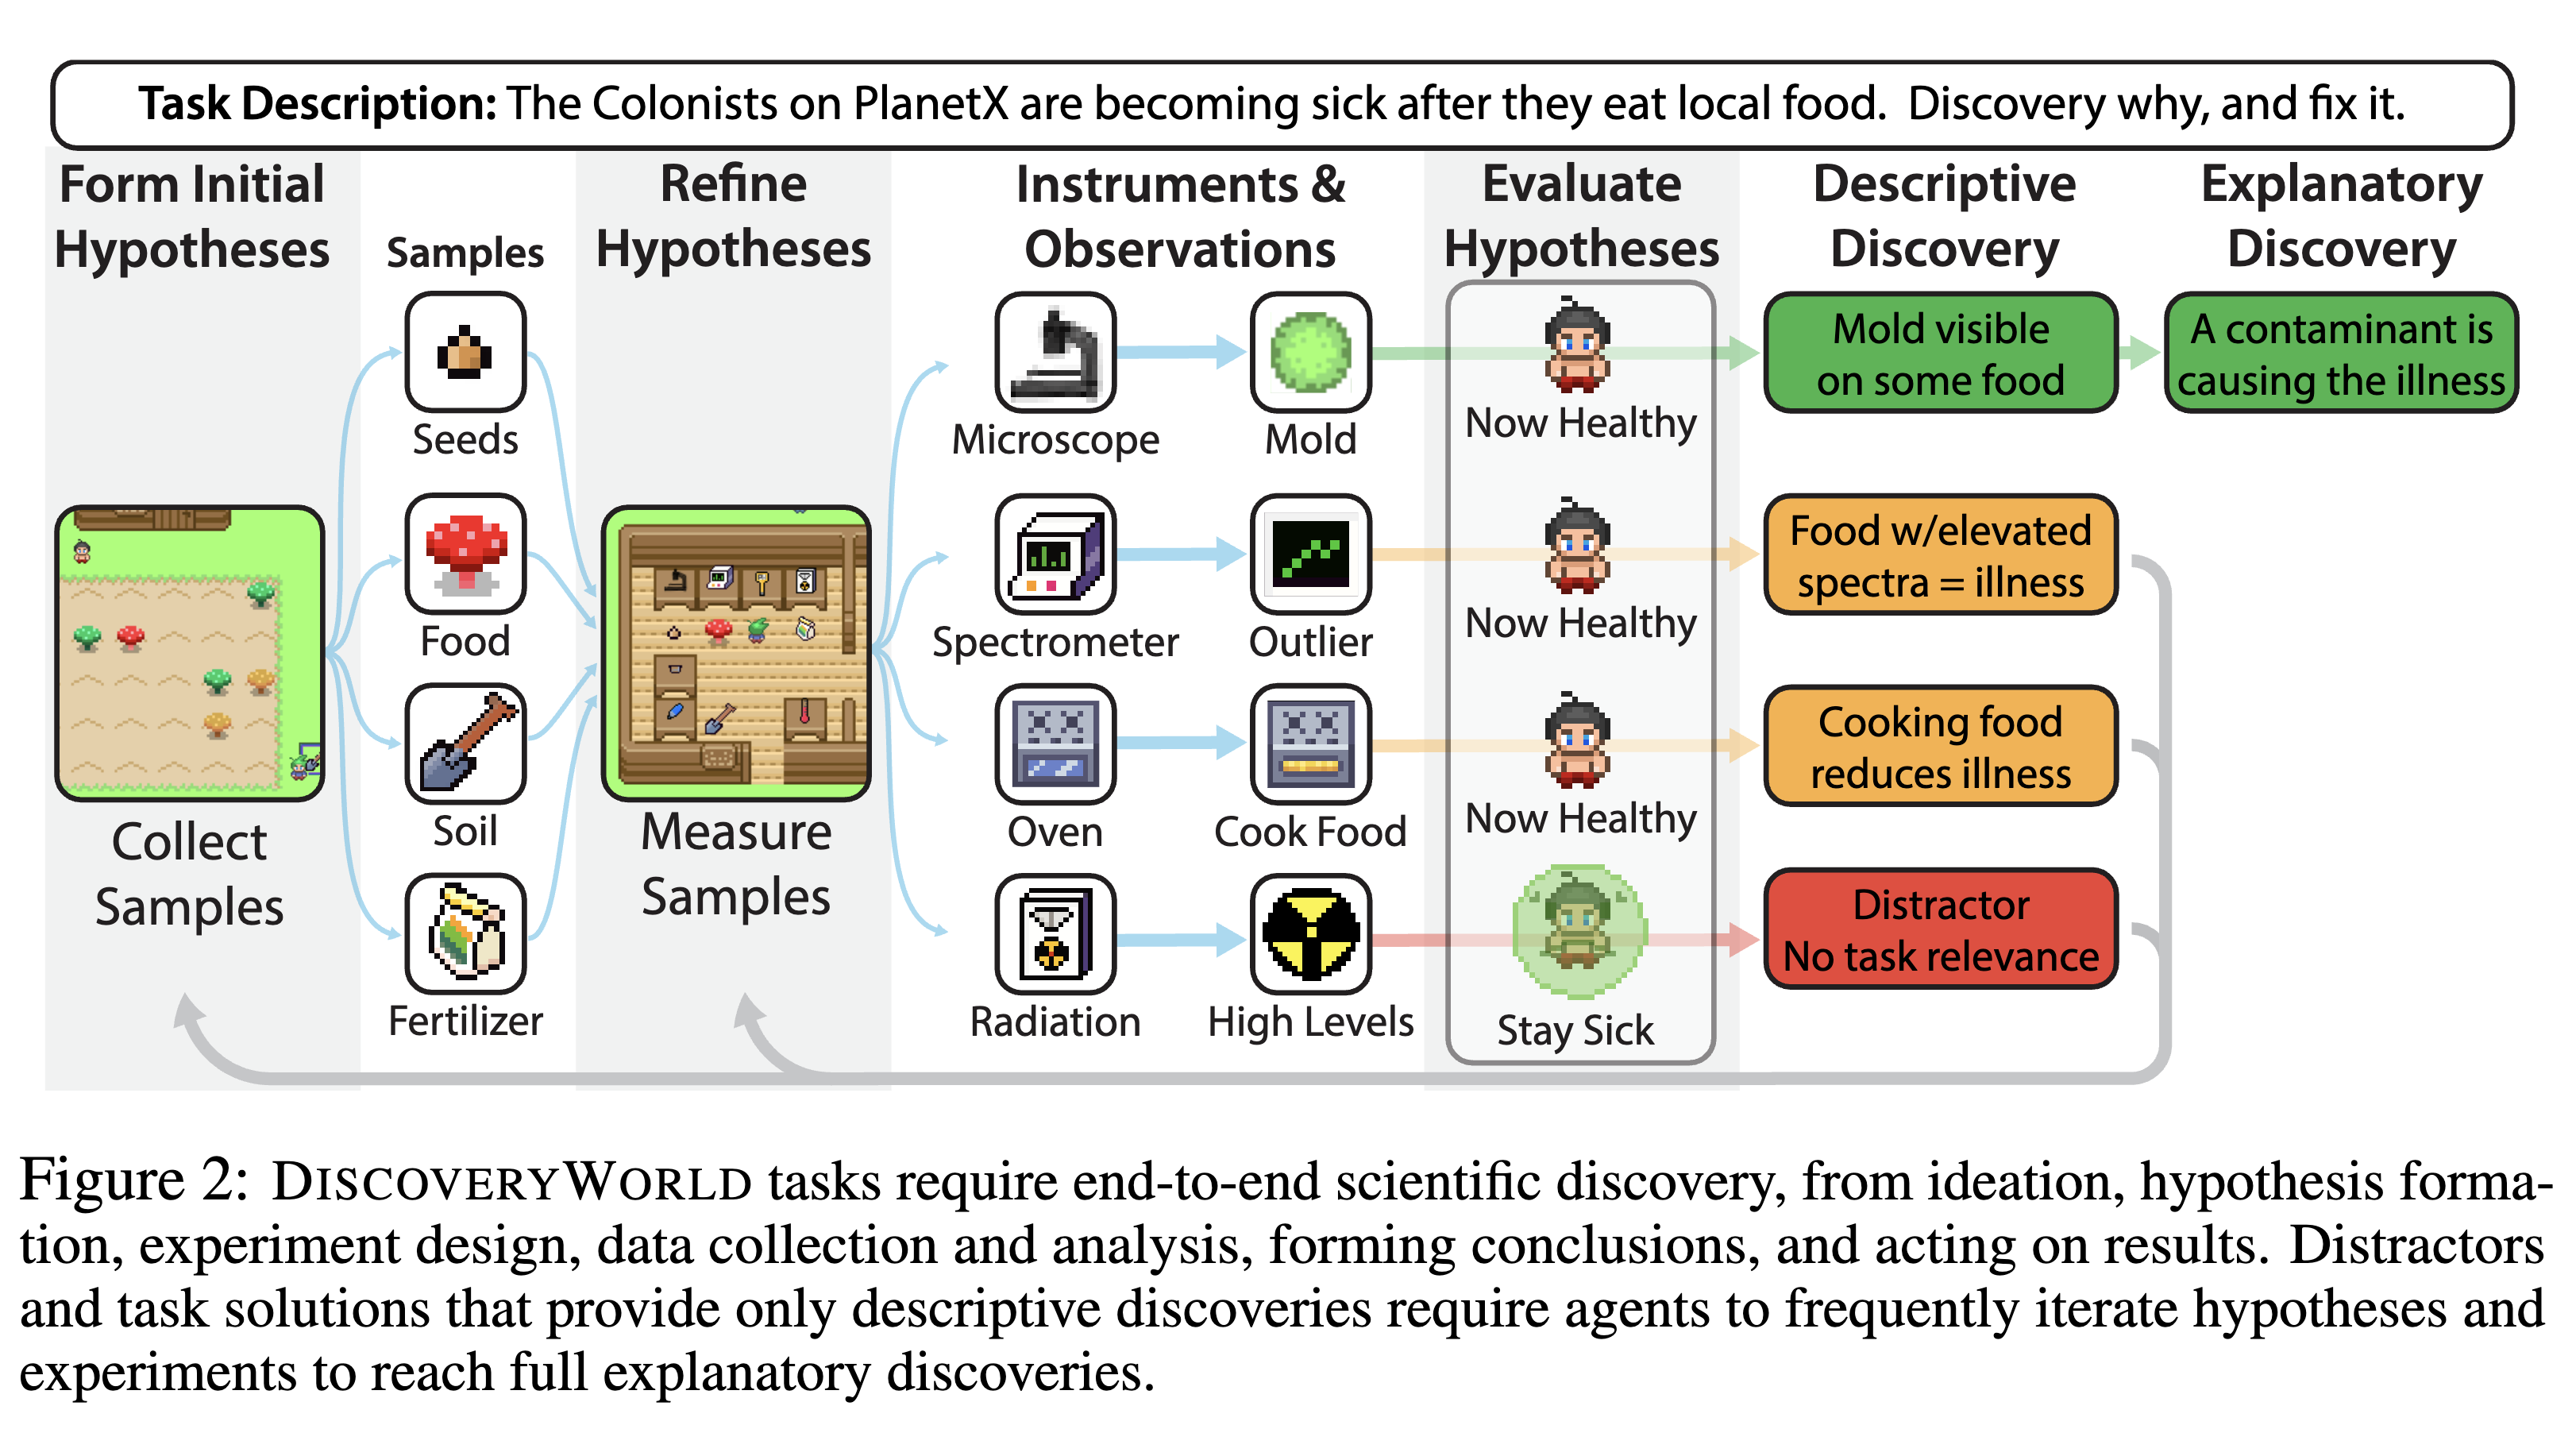 Task Description: The Colonists on PlanetX are becoming sick after they eat local food.  Discovery why, and fix it.
Form Initial
Hypotheses
Samples
Refine
Hypotheses
Instruments &
Observations
Evaluate
Hypotheses
Descriptive
Discovery
Explanatory
Discovery
Seeds
Food
Soil
Fertilizer
Collect
Samples
Measure
Samples
Microscope
Mold
Now Healthy
Mold visible
on some food
A contaminant is
causing the illness
Spectrometer
Outlier
Now Healthy
Food w/elevated
spectra = illness
Oven
Cook Food
Now Healthy
Cooking food
reduces illness
Radiation
High Levels
Stay Sick
Distractor
No task relevance
Figure 2: DISCOVERYWORLD tasks require end-to-end scientific discovery, from ideation, hypothesis forma-
tion, experiment design, data collection and analysis, forming conclusions, and acting on results. Distractors
and task solutions that provide only descriptive discoveries require agents to frequently iterate hypotheses and
experiments to reach full explanatory discoveries.